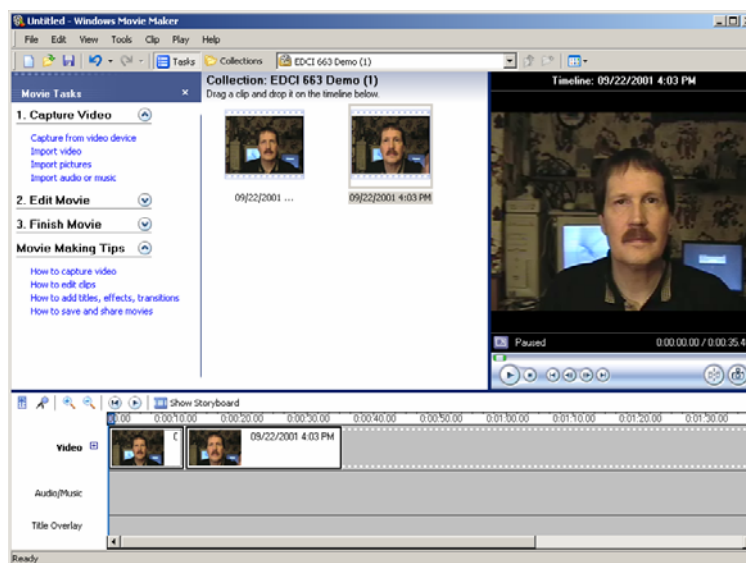 Untitled - Windows Movie Maker
File Edit View Tools Clip Play Help
Tasks Collections EDCI 663 Demo (1)
Movie Tasks
1. Capture Video
Capture from video device
Import video
Import pictures
Import audio or music
2. Edit Movie
3. Finish Movie
Movie Making Tips
How to capture video
How to edit clips
How to add titles, effects, transitions
How to save and share movies
Collection: EDCI 663 Demo (1)
Drag a clip and drop it on the timeline below.
09/22/2001 ...
09/22/2001 4:03 PM
Timeline: 09/22/2001 4:03 PM
Paused 0:00:00.00 / 0:00:35.4
Show Storyboard
0:00:10.00 0:00:20.00 0:00:30.00 0:00:40.00 0:00:50.00 0:01:00.00 0:01:10.00 0:01:20.00 0:01:30.00
Video
09/22/2001 4:03 PM
Audio/Music
Title Overlay
Ready